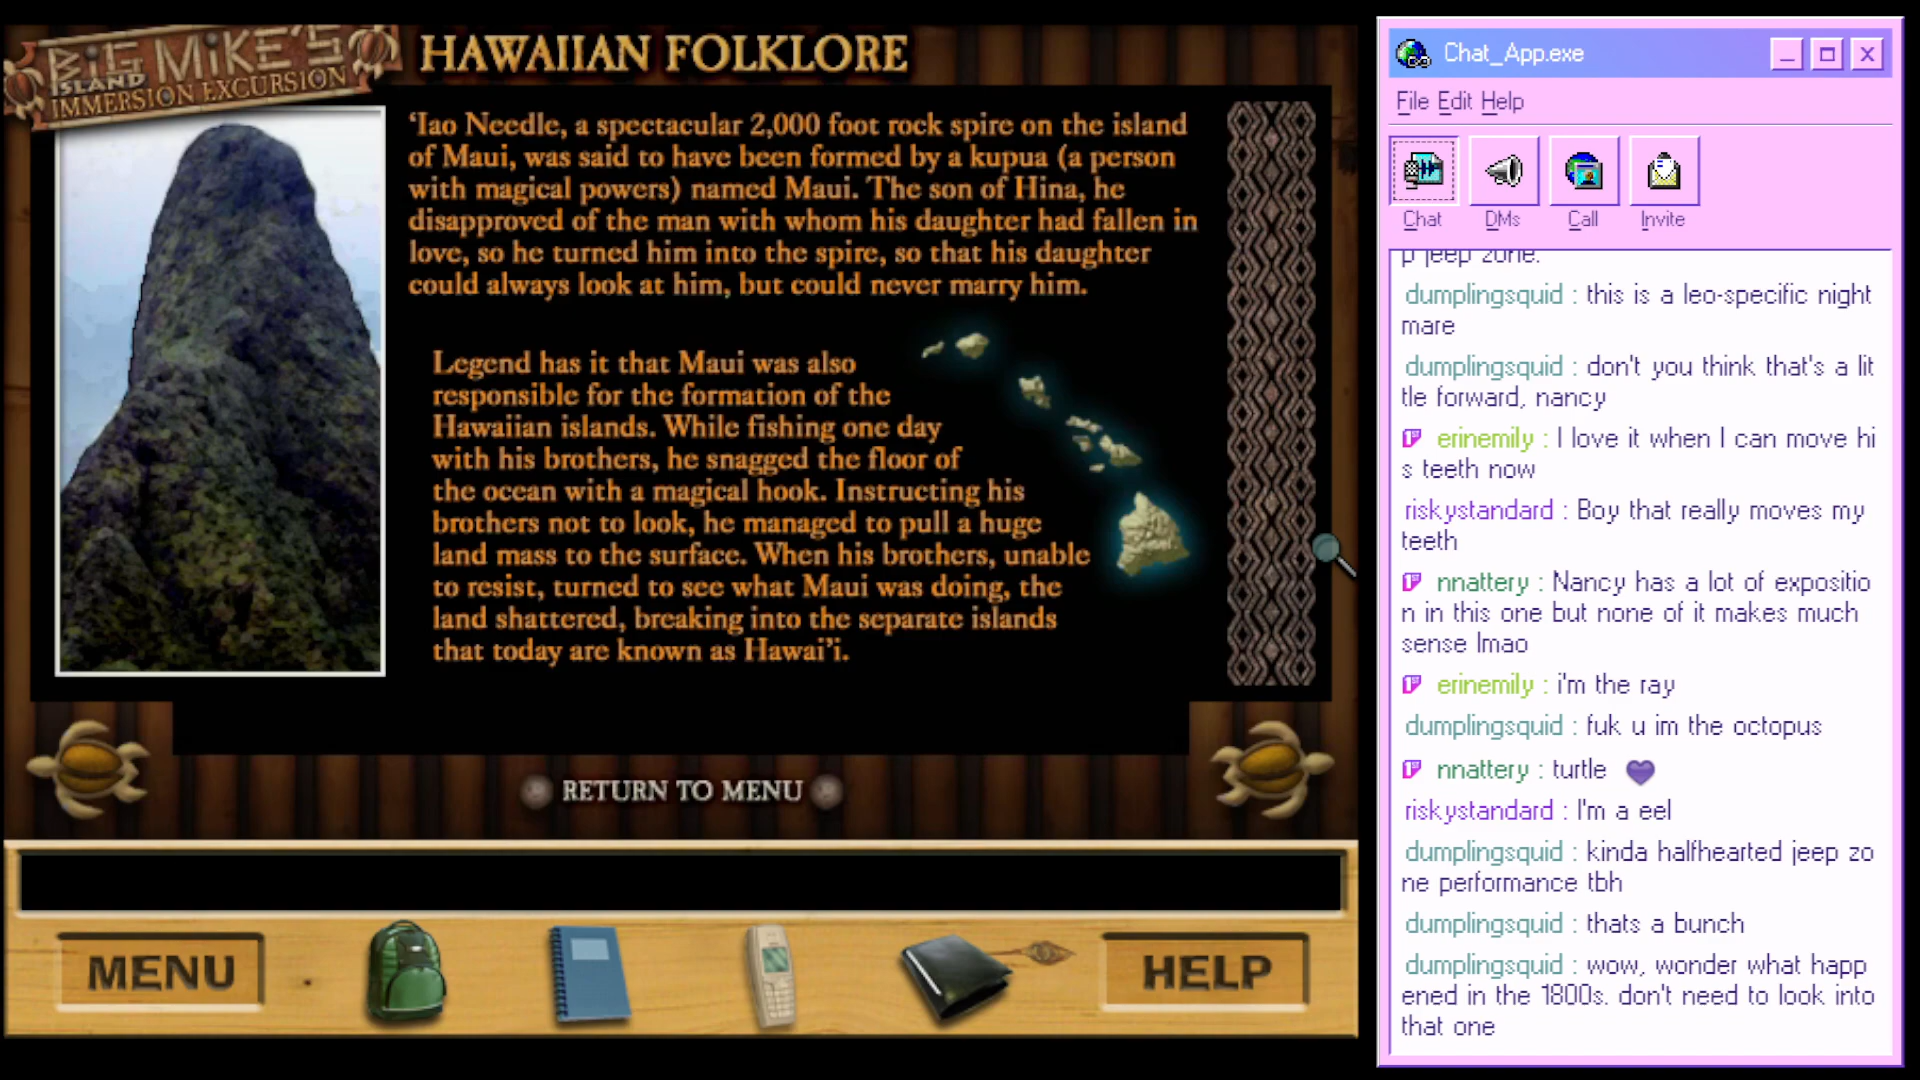 BiG MiKE'S
ISLAND
IMMERSION EXCURSION
HAWAIIAN FOLKLORE
‘Iao Needle, a spectacular 2,000 foot rock spire on the island
of Maui, was said to have been formed by a kupua (a person
with magical powers) named Maui. The son of Hina, he
disapproved of the man with whom his daughter had fallen in
love, so he turned him into the spire, so that his daughter
could always look at him, but could never marry him.
Legend has it that Maui was also
responsible for the formation of the
Hawaiian islands. While fishing one day
with his brothers, he snagged the floor of
the ocean with a magical hook. Instructing his
brothers not to look, he managed to pull a huge
land mass to the surface. When his brothers, unable
to resist, turned to see what Maui was doing, the
land shattered, breaking into the separate islands
that today are known as Hawai’i.
RETURN TO MENU
MENU
HELP
Chat_App.exe
File Edit Help
Chat DMs Call Invite
p jeep zone.
dumplingsquid : this is a leo-specific night
mare
dumplingsquid : don't you think that's a lit
tle forward, nancy
erinemily : I love it when I can move hi
s teeth now
riskystandard : Boy that really moves my
teeth
nnattery : Nancy has a lot of expositio
n in this one but none of it makes much
sense lmao
erinemily : i'm the ray
dumplingsquid : fuk u im the octopus
nnattery : turtle 💜
riskystandard : I'm a eel
dumplingsquid : kinda halfhearted jeep zo
ne performance tbh
dumplingsquid : thats a bunch
dumplingsquid : wow, wonder what happ
ened in the 1800s. don't need to look into
that one